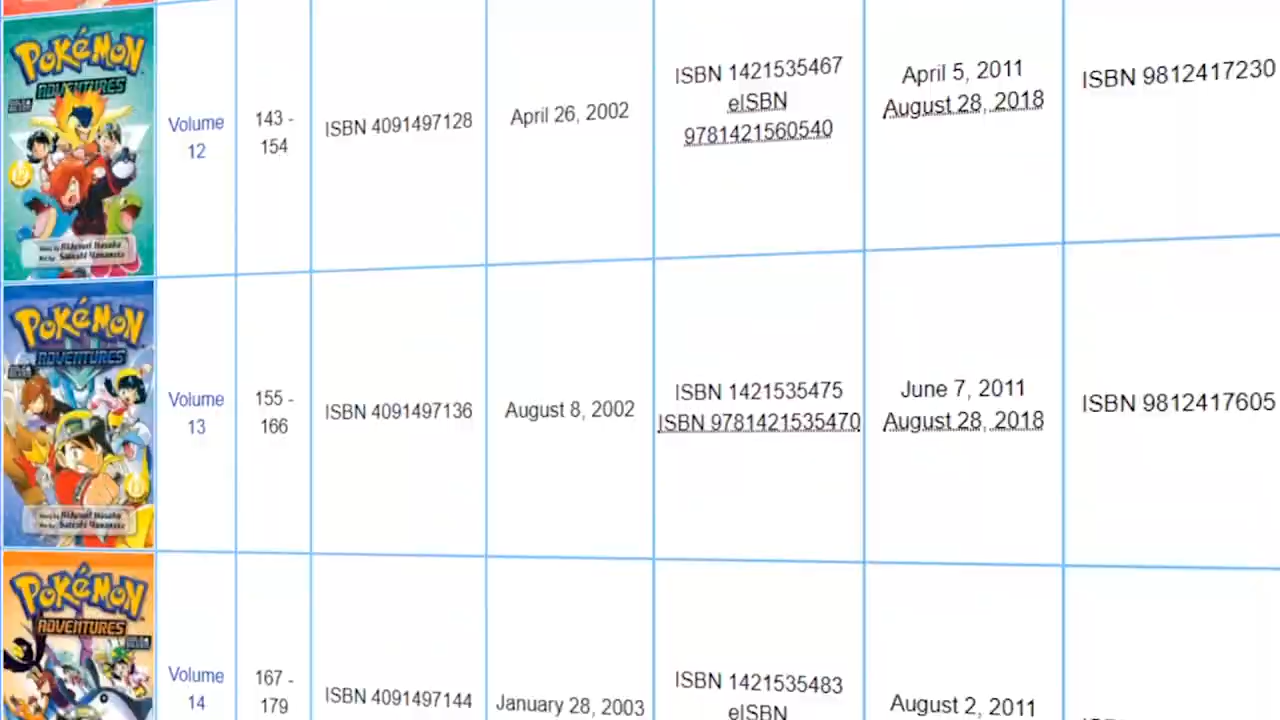 POKéMON
ADVENTURES
Volume
12
143 -
154
ISBN 4091497128
April 26, 2002
ISBN 1421535467
eISBN
9781421560540
April 5, 2011
August 28, 2018
ISBN 9812417230
POKéMON
ADVENTURES
Volume
13
155 -
166
ISBN 4091497136
August 8, 2002
ISBN 1421535475
ISBN 9781421535470
June 7, 2011
August 28, 2018
ISBN 9812417605
POKéMON
ADVENTURES
Volume
14
167 -
179
ISBN 4091497144
January 28, 2003
ISBN 1421535483
eISBN
August 2, 2011